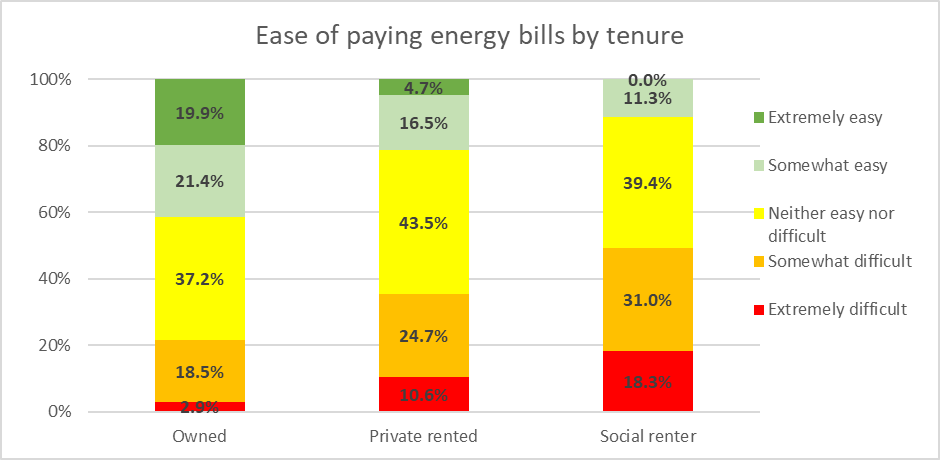 Ease of paying energy bills by tenure
100%
80%
60%
40%
20%
0%
19.9%
21.4%
37.2%
18.5%
2.9%
4.7%
16.5%
43.5%
24.7%
10.6%
0.0%
11.3%
39.4%
31.0%
18.3%
Owned
Private rented
Social renter
Extremely easy
Somewhat easy
Neither easy nor
difficult
Somewhat difficult
Extremely difficult